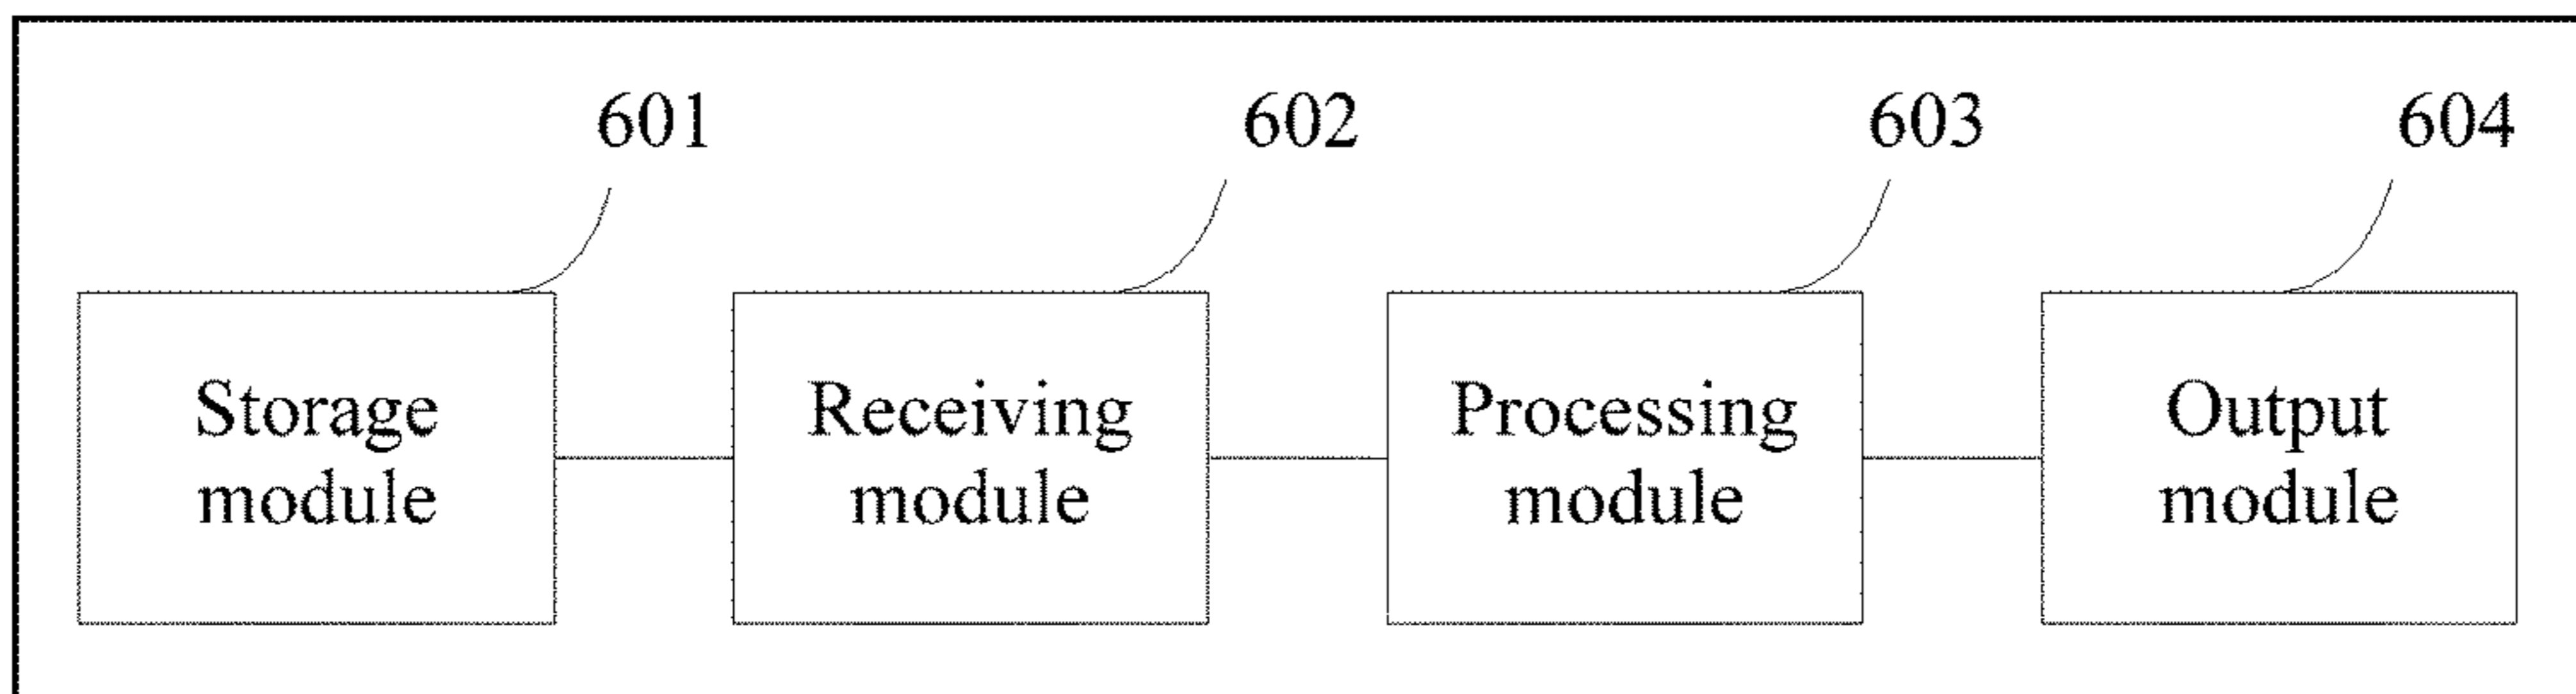 601 602 603 604
Storage Receiving Processing Output
module module module module